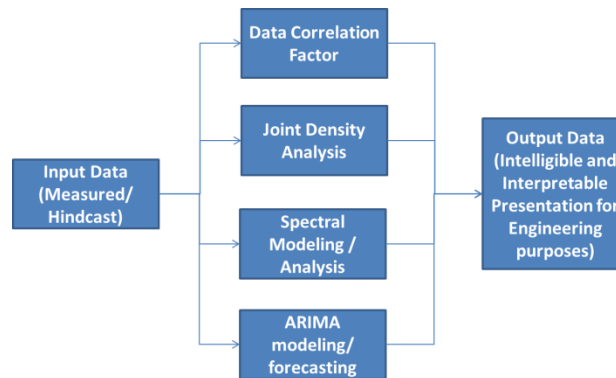 Data Correlation
Factor
Joint Density
Analysis
Input Data
(Measured/
Hindcast)
Spectral
Modeling /
Analysis
ARIMA
modeling/
forecasting
Output Data
(Intelligible and
Interpretable
Presentation for
Engineering
purposes)